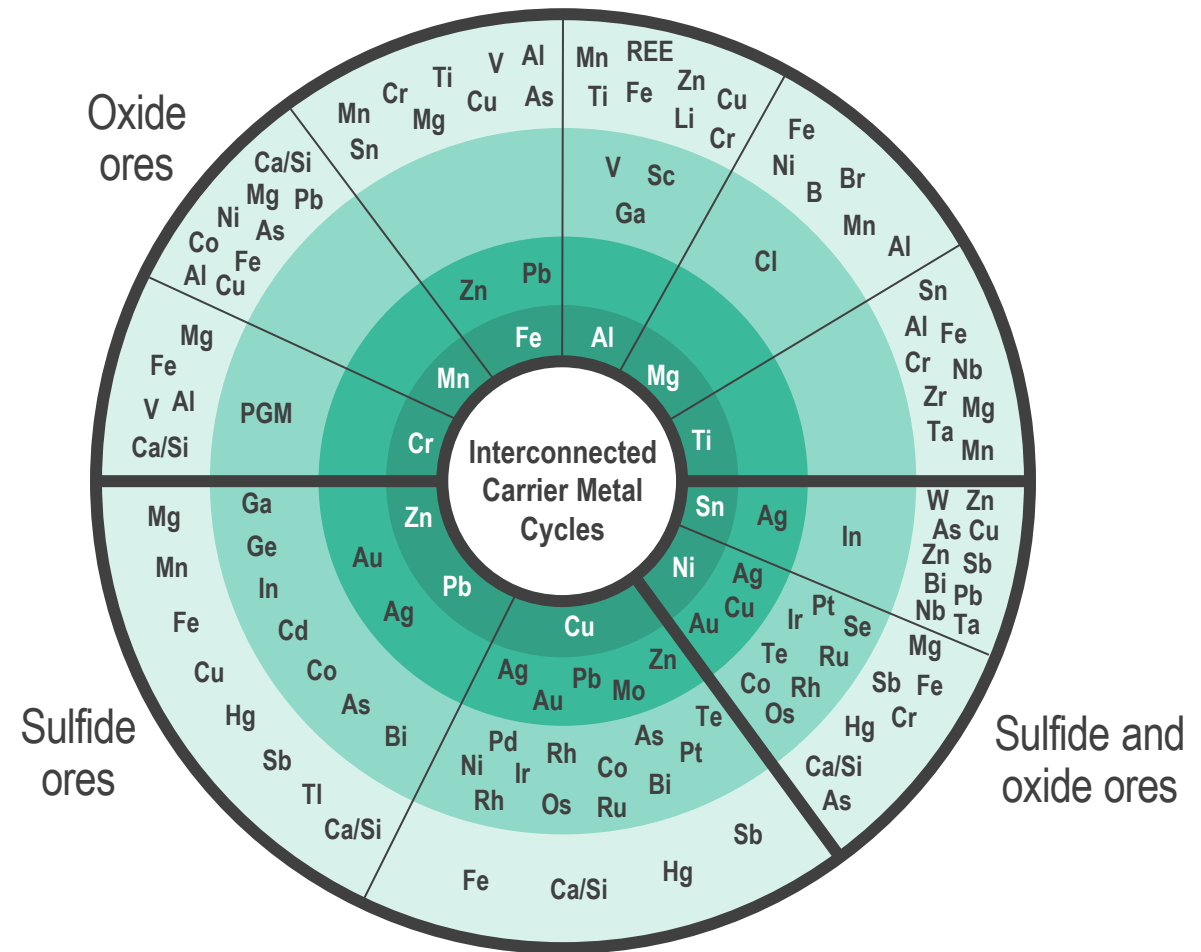 Interconnected
Carrier Metal
Cycles
Oxide
ores
Sulfide
ores
Sulfide and
oxide ores
Fe
Zn Pb
Mn Cr Ti V Al
Sn Mg Cu As
Al
V Sc
Ga
Mn REE Zn Cu
Ti Fe Li Cr
Mg
Cl
Fe
Ni B Br
Mn Al
Ti
Sn
Al Fe
Cr Nb
Zr Mg
Ta Mn
Sn
Ag
In
W Zn
As Cu
Zn Sb
Bi Pb
Nb Ta
Ni
Ag
Au Cu
Ir Pt Se
Te Ru
Co Rh
Os
Mg
Sb Fe
Hg Cr
Ca/Si
As
Cu
Ag Au Pb Mo Zn
Te
Ni Pd Ir Rh Co As Pt
Rh Os Ru Bi
Sb
Fe Ca/Si Hg
Zn
Pb
Au
Ag
Ga
Ge
In
Cd
Co
As
Bi
Mg
Mn
Fe
Cu
Hg
Sb
Tl
Ca/Si
Cr
PGM
Mg
Fe
V Al
Ca/Si
Mn
Ca/Si
Mg Pb
Ni As
Co Fe
Al Cu